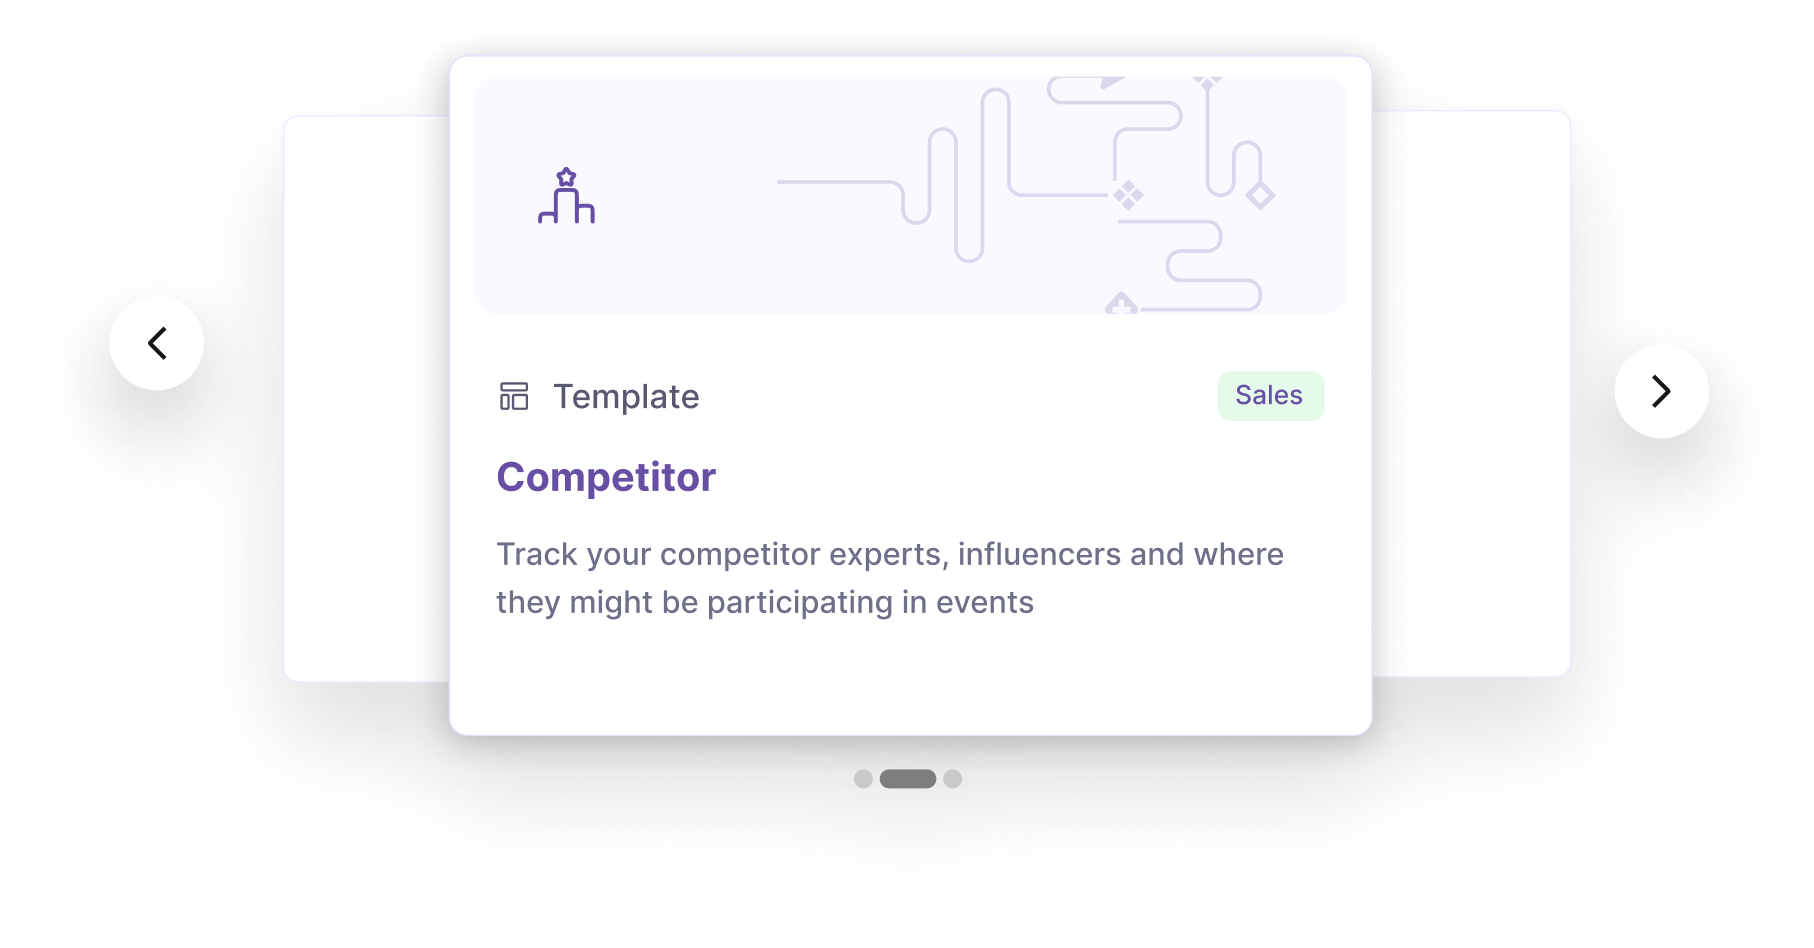 Template
Sales
Competitor
Track your competitor experts, influencers and where
they might be participating in events